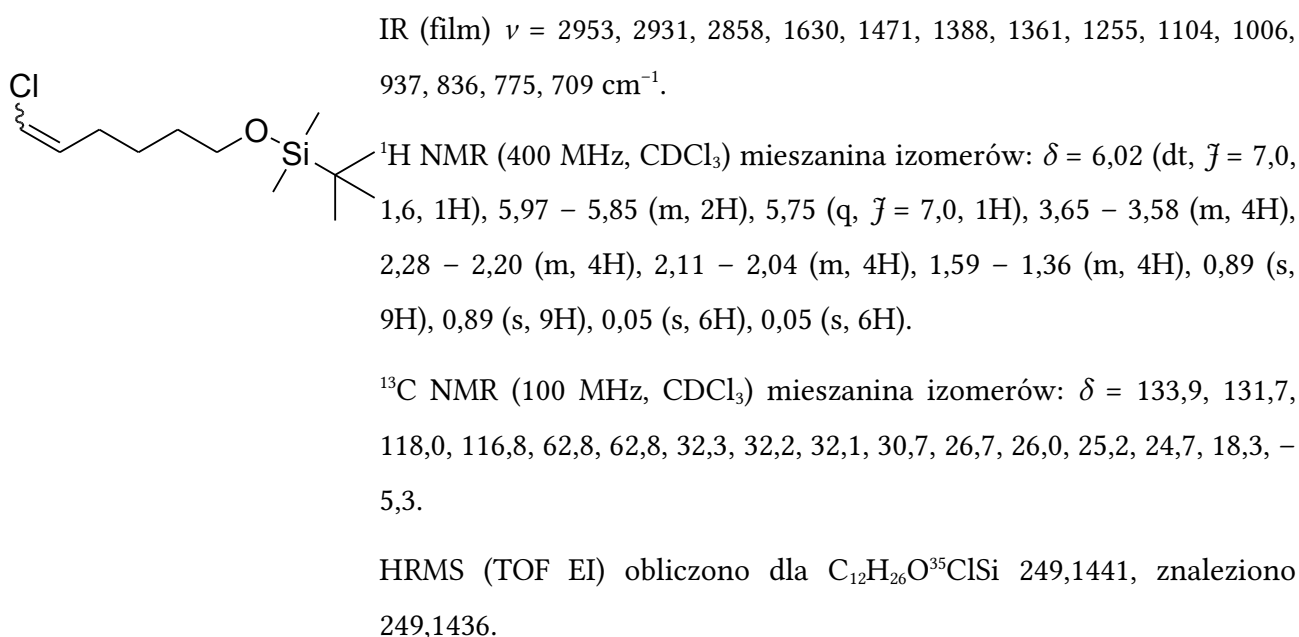 IR (film) ν = 2953, 2931, 2858, 1630, 1471, 1388, 1361, 1255, 1104, 1006,
937, 836, 775, 709 cm⁻¹.
Cl
O
Si
¹H NMR (400 MHz, CDCl₃) mieszanina izomerów: δ = 6,02 (dt, J = 7,0,
1,6, 1H), 5,97 – 5,85 (m, 2H), 5,75 (q, J = 7,0, 1H), 3,65 – 3,58 (m, 4H),
2,28 – 2,20 (m, 4H), 2,11 – 2,04 (m, 4H), 1,59 – 1,36 (m, 4H), 0,89 (s,
9H), 0,89 (s, 9H), 0,05 (s, 6H), 0,05 (s, 6H).
¹³C NMR (100 MHz, CDCl₃) mieszanina izomerów: δ = 133,9, 131,7,
118,0, 116,8, 62,8, 62,8, 32,3, 32,2, 32,1, 30,7, 26,7, 26,0, 25,2, 24,7, 18,3, –
5,3.
HRMS (TOF EI) obliczono dla C₁₂H₂₆O³⁵ClSi 249,1441, znaleziono
249,1436.